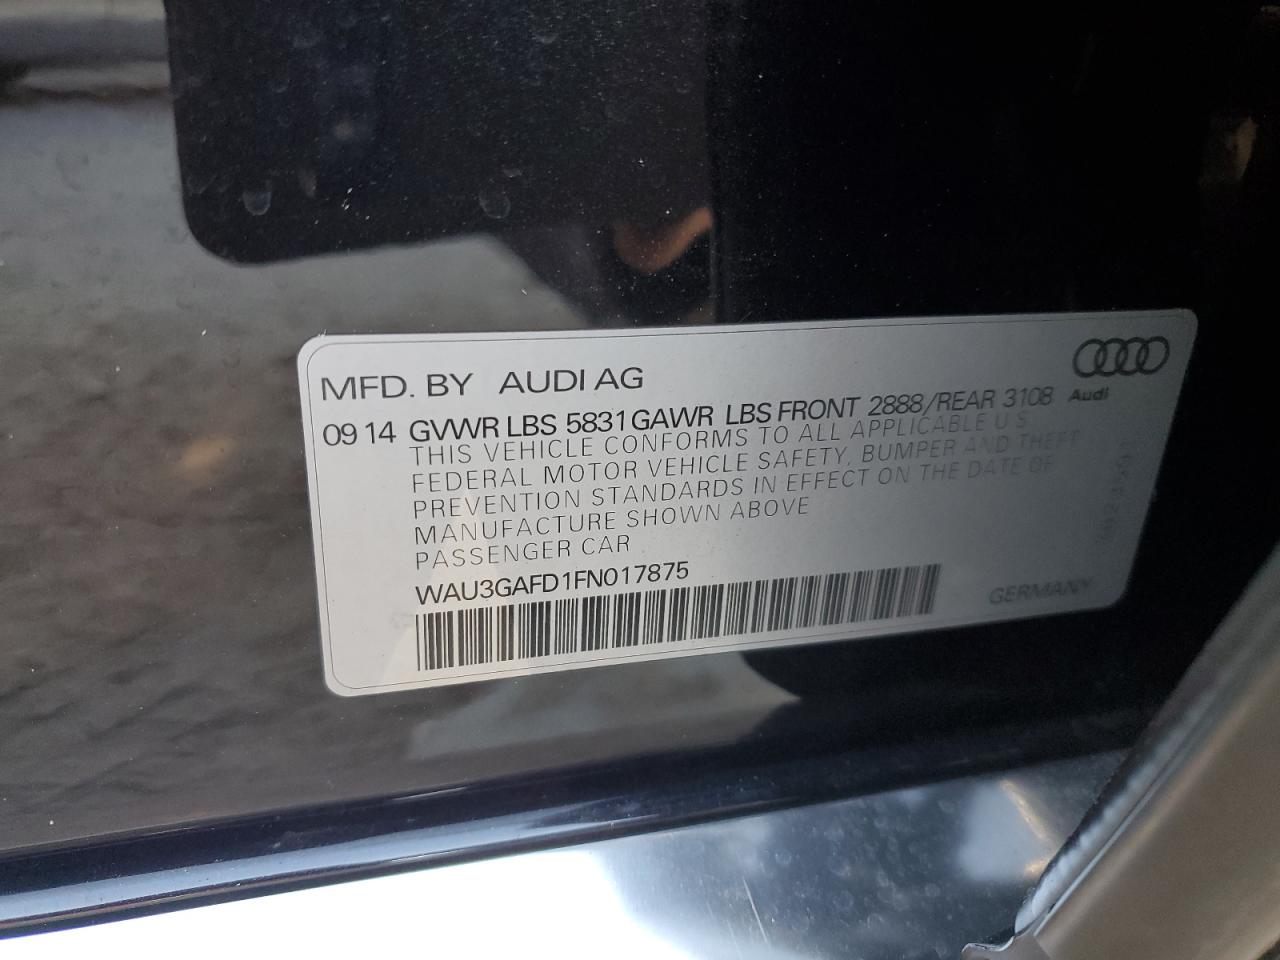 MFD. BY AUDI AG
Audi
09 14 GVWR LBS 5831 GAWR LBS FRONT 2888/REAR 3108
THIS VEHICLE CONFORMS TO ALL APPLICABLE U S
FEDERAL MOTOR VEHICLE SAFETY, BUMPER AND THEFT
PREVENTION STANDARDS IN EFFECT ON THE DATE OF
MANUFACTURE SHOWN ABOVE
PASSENGER CAR
WAU3GAFD1FN017875
GERMANY